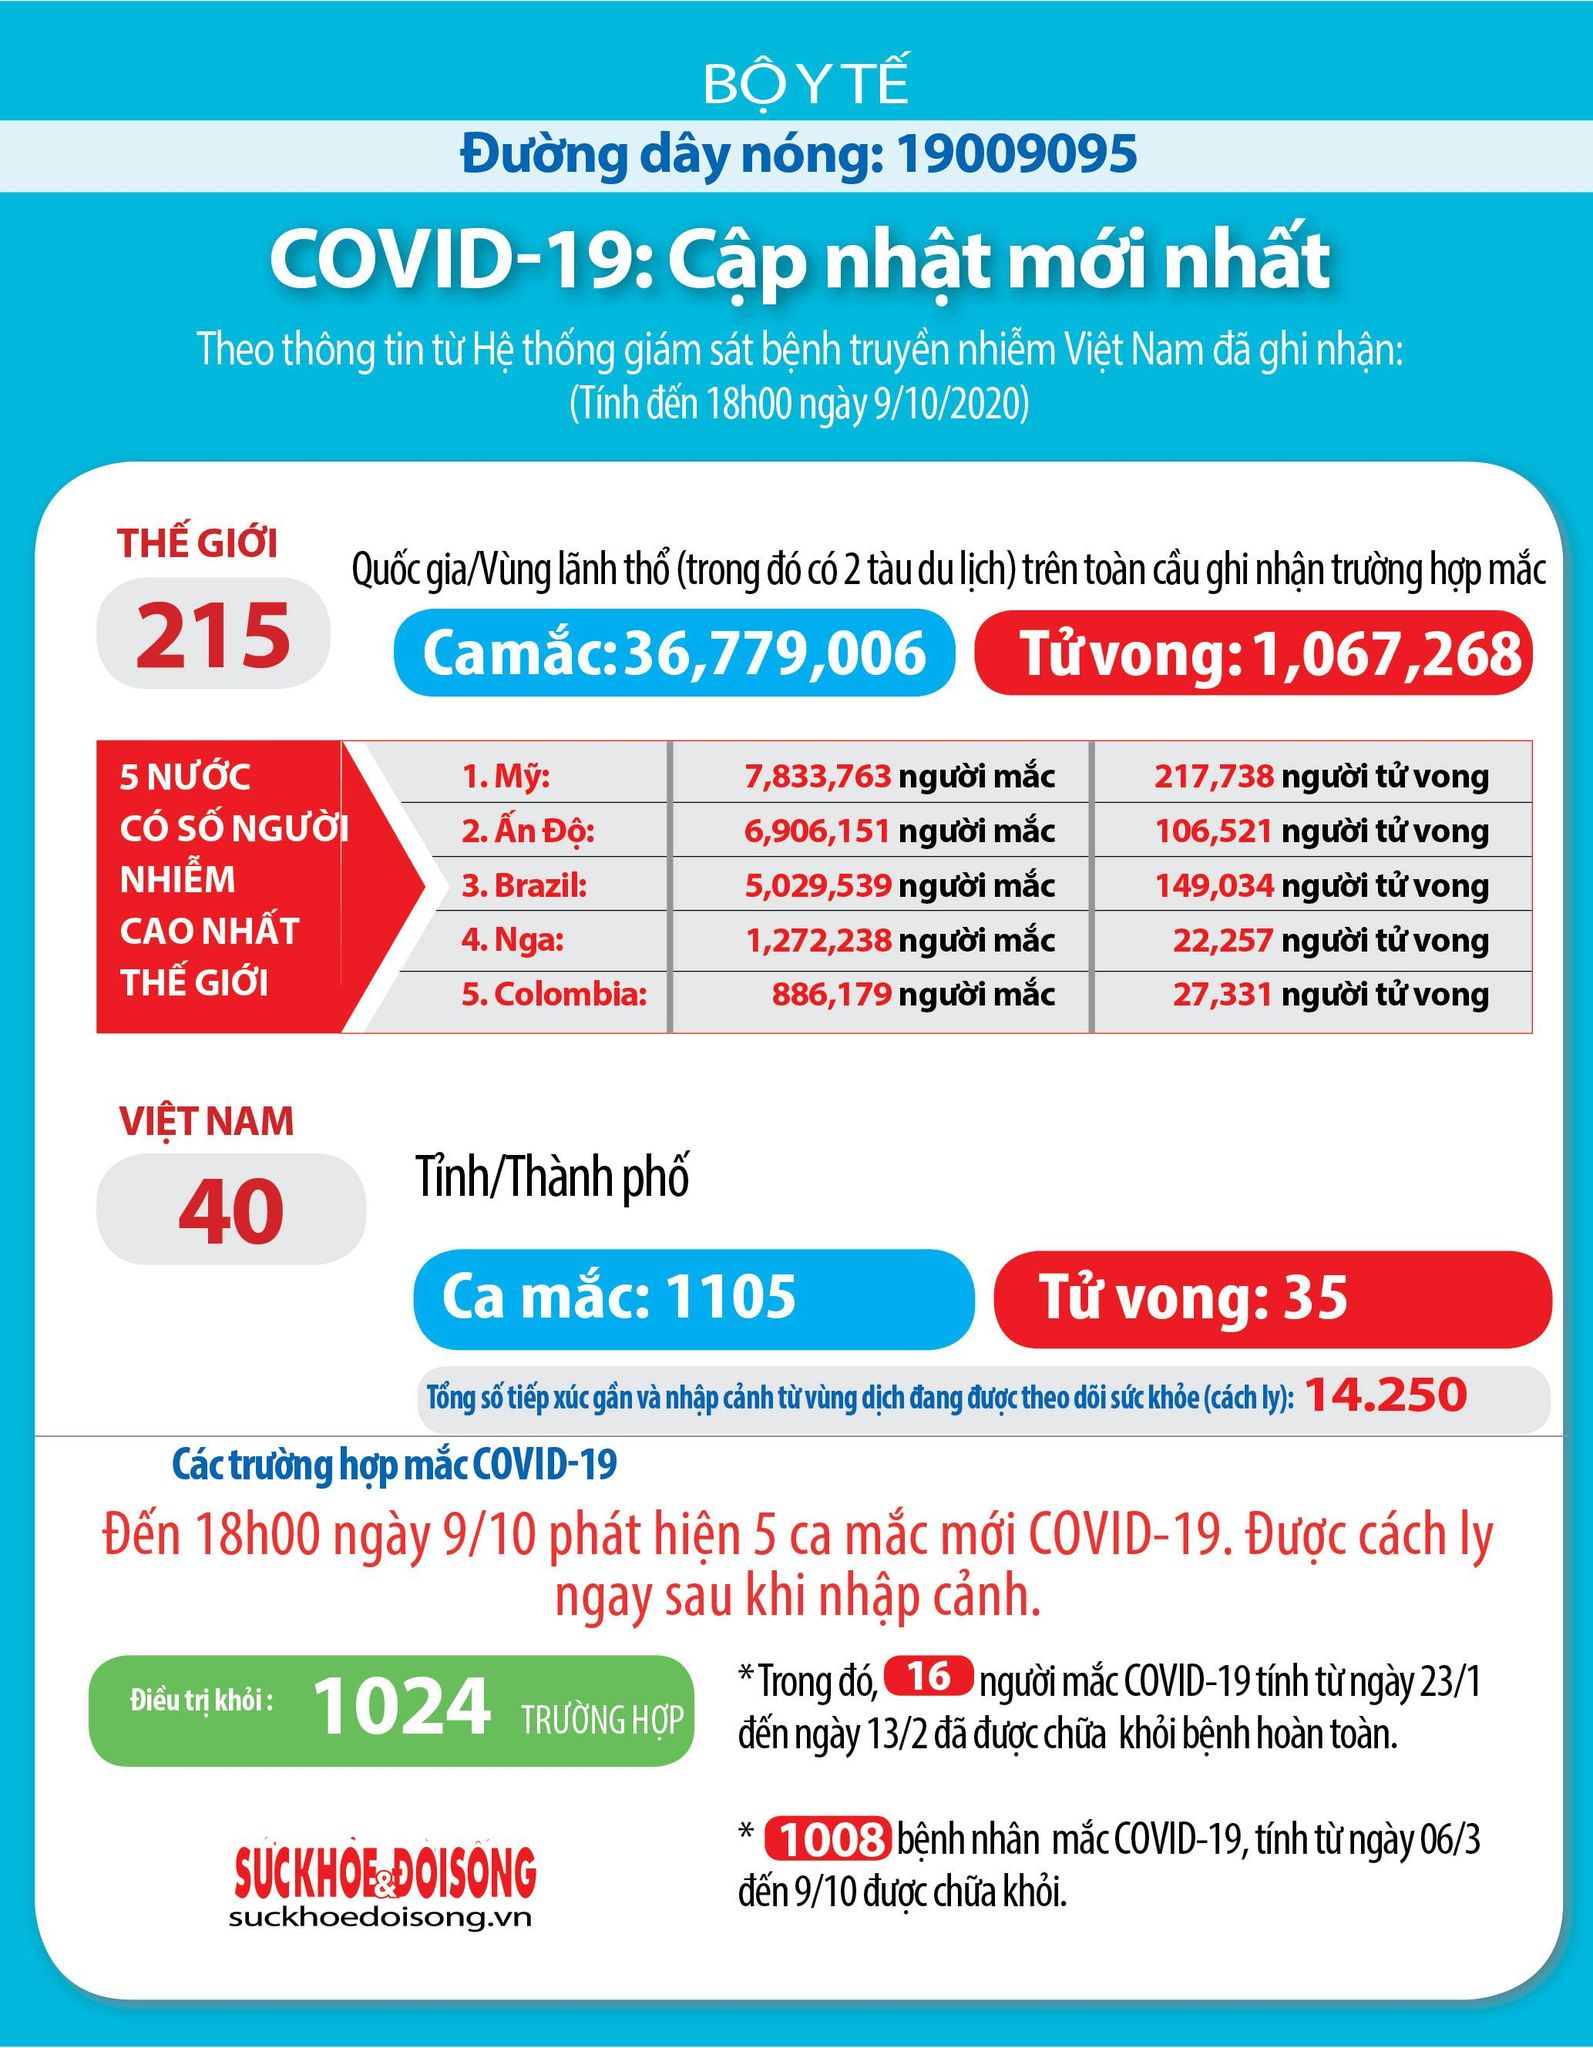 BỘ Y TẾ
Đường dây nóng: 19009095
COVID-19: Cập nhật mới nhất
Theo thông tin từ Hệ thống giám sát bệnh truyền nhiễm Việt Nam đã ghi nhận:
(Tính đến 18h00 ngày 9/10/2020)
THẾ GIỚI
215
Quốc gia/Vùng lãnh thổ (trong đó có 2 tàu du lịch) trên toàn cầu ghi nhận trường hợp mắc
Ca mắc: 36,779,006
Tử vong: 1,067,268
5 NƯỚC
CÓ SỐ NGƯỜI
NHIỄM
CAO NHẤT
THẾ GIỚI
1. Mỹ: 7,833,763 người mắc 217,738 người tử vong
2. Ấn Độ: 6,906,151 người mắc 106,521 người tử vong
3. Brazil: 5,029,539 người mắc 149,034 người tử vong
4. Nga: 1,272,238 người mắc 22,257 người tử vong
5. Colombia: 886,179 người mắc 27,331 người tử vong
VIỆT NAM
40
Tỉnh/Thành phố
Ca mắc: 1105
Tử vong: 35
Tổng số tiếp xúc gần và nhập cảnh từ vùng dịch đang được theo dõi sức khỏe (cách ly): 14.250
Các trường hợp mắc COVID-19
Đến 18h00 ngày 9/10 phát hiện 5 ca mắc mới COVID-19. Được cách ly
ngay sau khi nhập cảnh.
Điều trị khỏi: 1024 TRƯỜNG HỢP
* Trong đó, 16 người mắc COVID-19 tính từ ngày 23/1
đến ngày 13/2 đã được chữa khỏi bệnh hoàn toàn.
* 1008 bệnh nhân mắc COVID-19, tính từ ngày 06/3
đến 9/10 được chữa khỏi.
SỨC KHỎE & ĐỜI SỐNG
suckhoedoisong.vn